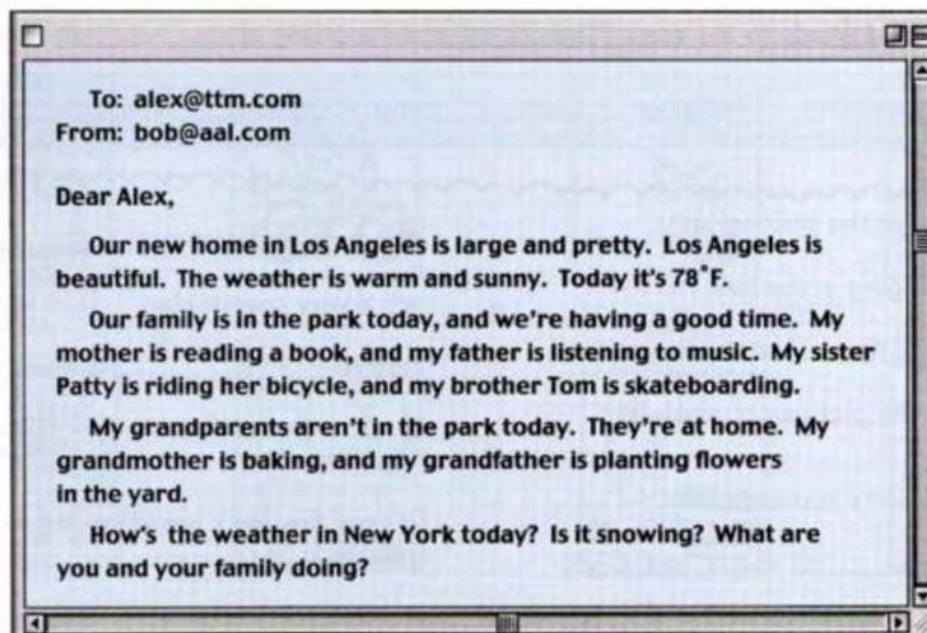 To: alex@ttm.com
From: bob@aal.com
Dear Alex,
Our new home in Los Angeles is large and pretty. Los Angeles is
beautiful. The weather is warm and sunny. Today it's 78°F.
Our family is in the park today, and we're having a good time. My
mother is reading a book, and my father is listening to music. My sister
Patty is riding her bicycle, and my brother Tom is skateboarding.
My grandparents aren't in the park today. They're at home. My
grandmother is baking, and my grandfather is planting flowers
in the yard.
How's the weather in New York today? Is it snowing? What are
you and your family doing?